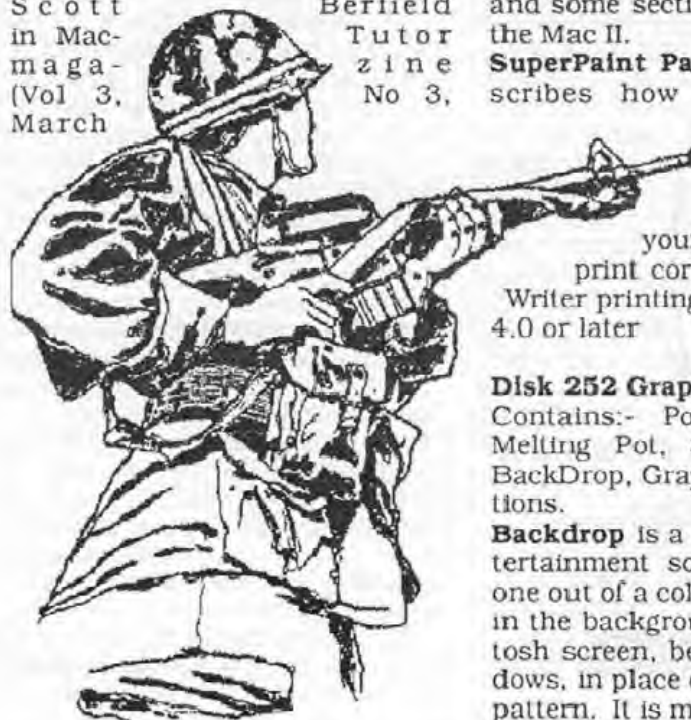 Scott Berfield
in Mac- Tutor
maga- zine
(Vol 3, No 3,
March
and some secti
the Mac II.
SuperPaint Pa
scribes how
your
print cor
Writer printing
4.0 or later
Disk 252 Grap
Contains:- Po
Melting Pot,
BackDrop, Gra
tions.
Backdrop is a
tertainment sc
one out of a col
in the backgrou
tosh screen, be
dows, in place
pattern. It is m